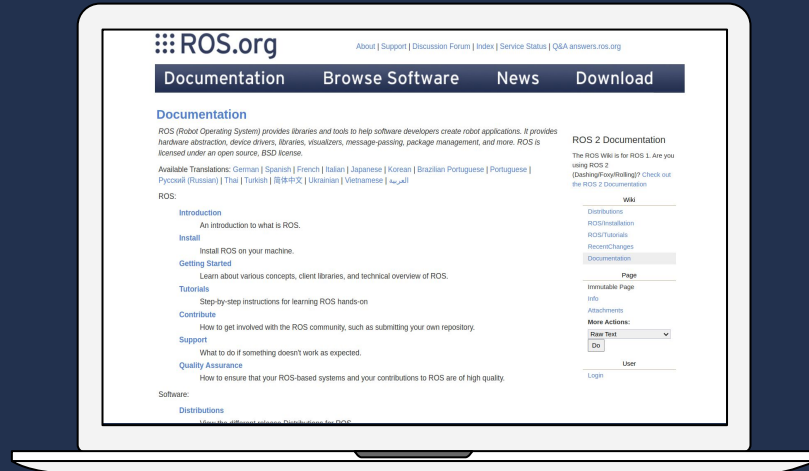 ROS.org
About | Support | Discussion Forum | Index | Service Status | Q&A answers.ros.org
Documentation Browse Software News Download
Documentation
ROS (Robot Operating System) provides libraries and tools to help software developers create robot applications. It provides
hardware abstraction, device drivers, libraries, visualizers, message-passing, package management, and more. ROS is
licensed under an open source, BSD license.
Available Translations: German | Spanish | French | Italian | Japanese | Korean | Brazilian Portuguese | Portuguese |
Русский (Russian) | Thai | Turkish | 简体中文 | Ukrainian | Vietnamese | العربية
ROS:
Introduction
An introduction to what is ROS.
Install
Install ROS on your machine.
Getting Started
Learn about various concepts, client libraries, and technical overview of ROS.
Tutorials
Step-by-step instructions for learning ROS hands-on
Contribute
How to get involved with the ROS community, such as submitting your own repository.
Support
What to do if something doesn't work as expected.
Quality Assurance
How to ensure that your ROS-based systems and your contributions to ROS are of high quality.
Software:
Distributions
View the different release Distributions for ROS
ROS 2 Documentation
The ROS Wiki is for ROS 1. Are you
using ROS 2
(Dashing/Foxy/Rolling)? Check out
the ROS 2 Documentation
Wiki
Distributions
ROS/Installation
ROS/Tutorials
RecentChanges
Documentation
Page
Immutable Page
Info
Attachments
More Actions:
Raw Text
Do
User
Login